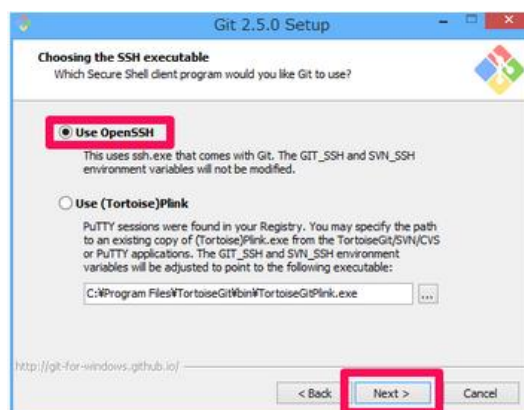 Git 2.5.0 Setup
Choosing the SSH executable
Which Secure Shell client program would you like Git to use?
Use OpenSSH
This uses ssh.exe that comes with Git. The GIT_SSH and SVN_SSH
environment variables will not be modified.
Use (Tortoise)Plink
PuTTY sessions were found in your Registry. You may specify the path
to an existing copy of (Tortoise)Plink.exe from the TortoiseGit/SVN/CVS
or PuTTY applications. The GIT_SSH and SVN_SSH environment
variables will be adjusted to point to the following executable:
C:¥Program Files¥TortoiseGit¥bin¥TortoiseGitPlink.exe
...
http://git-for-windows.github.io/
< Back
Next >
Cancel